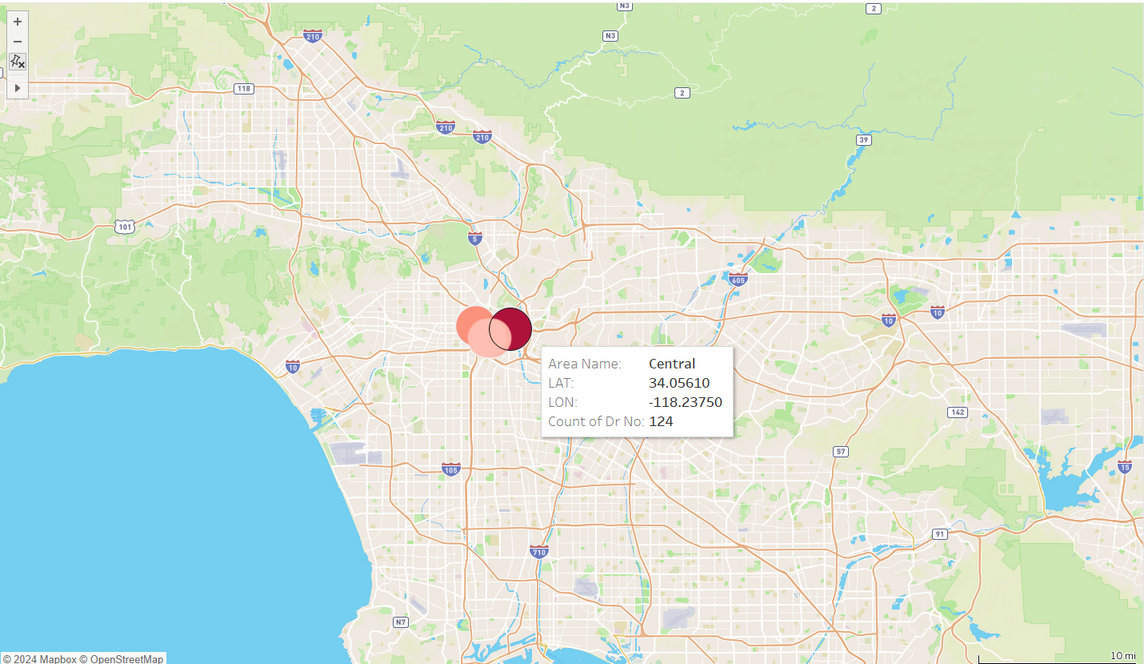 N3
2
210
N3
118
2
210
210
39
101
5
605
10
10
Area Name: Central
LAT: 34.05610
LON: -118.23750
Count of Dr No: 124
10
142
57
105
15
91
710
N7
© 2024 Mapbox © OpenStreetMap
10 mi